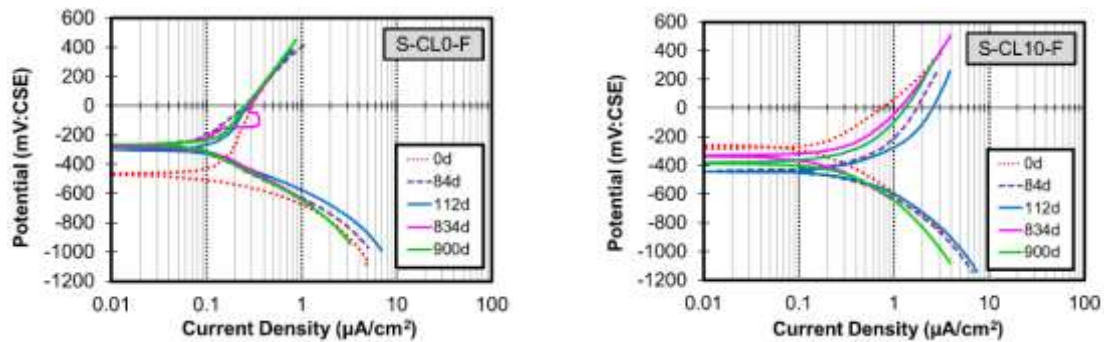 600
400
200
0
-200
-400
-600
-800
-1000
-1200
Potential (mV:CSE)
S-CL0-F
0d
84d
112d
834d
900d
0.01 0.1 1 10 100
Current Density (µA/cm²)
600
400
200
0
-200
-400
-600
-800
-1000
-1200
Potential (mV:CSE)
S-CL10-F
0d
84d
112d
834d
900d
0.01 0.1 1 10 100
Current Density (µA/cm²)